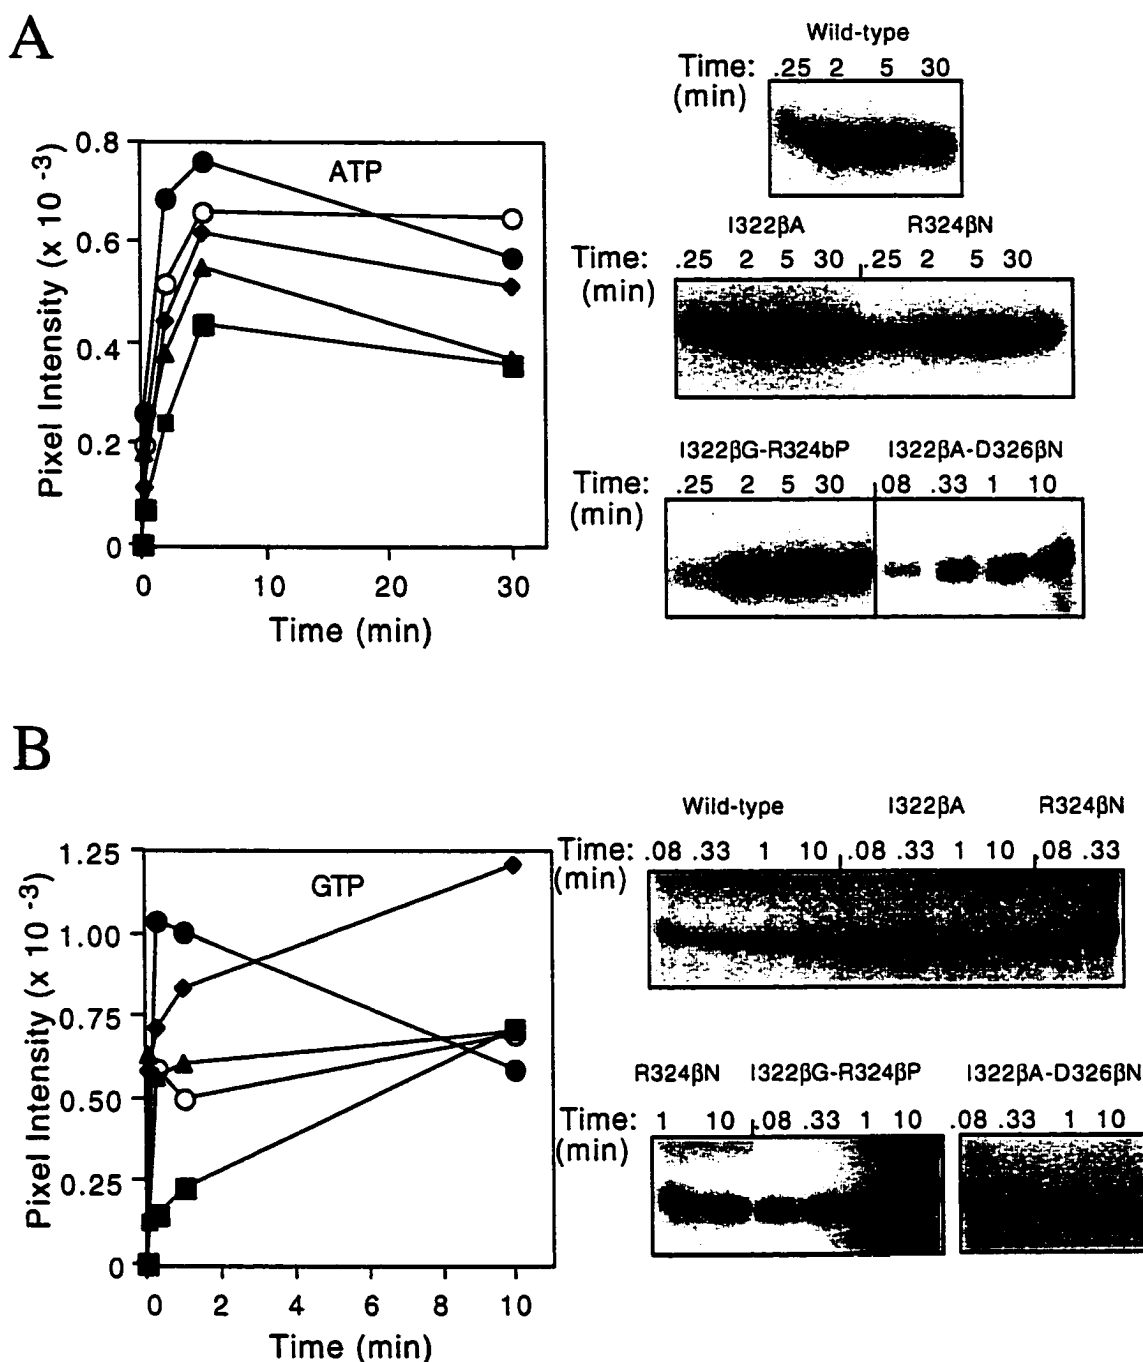 A
Pixel Intensity (x 10 -3)
0.8
0.6
0.4
0.2
0
ATP
0 10 20 30
Time (min)
Wild-type
Time: .25 2 5 30
(min)
I322βA R324βN
Time: .25 2 5 30 .25 2 5 30
(min)
I322βG-R324bP I322βA-D326βN
Time: .25 2 5 30 .08 .33 1 10
(min)
B
Pixel Intensity (x 10 -3)
1.25
1.00
0.75
0.50
0.25
0
GTP
0 2 4 6 8 10
Time (min)
Wild-type I322βA R324βN
Time: .08 .33 1 10 .08 .33 1 10 .08 .33
(min)
R324βN I322βG-R324βP I322βA-D326βN
Time: 1 10 .08 .33 1 10 .08 .33 1 10
(min)